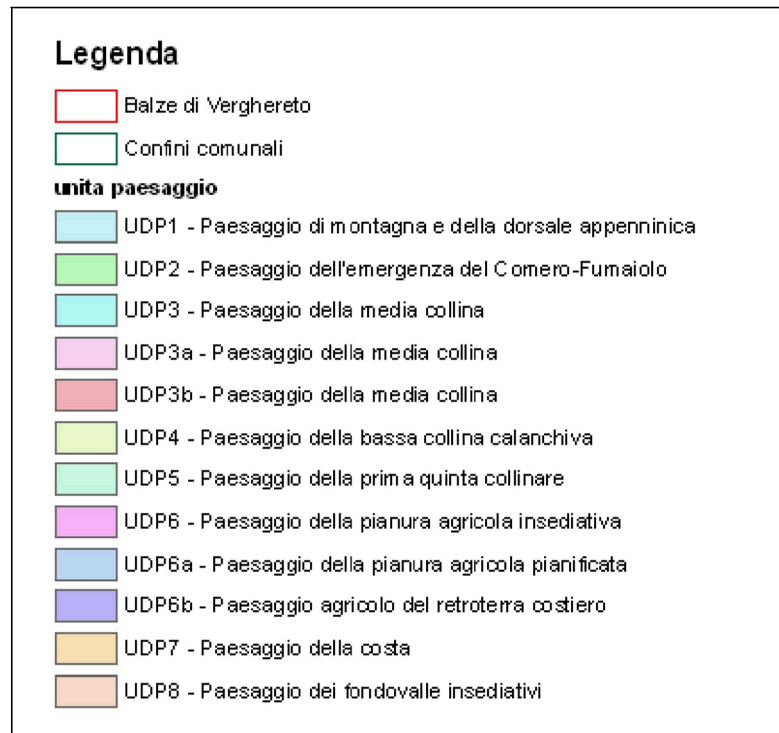 Legenda
Balze di Verghereto
Confini comunali
unita paesaggio
UDP1 - Paesaggio di montagna e della dorsale appenninica
UDP2 - Paesaggio dell'emergenza del Comero-Fumaiolo
UDP3 - Paesaggio della media collina
UDP3a - Paesaggio della media collina
UDP3b - Paesaggio della media collina
UDP4 - Paesaggio della bassa collina calanchiva
UDP5 - Paesaggio della prima quinta collinare
UDP6 - Paesaggio della pianura agricola insediativa
UDP6a - Paesaggio della pianura agricola pianificata
UDP6b - Paesaggio agricolo del retroterra costiero
UDP7 - Paesaggio della costa
UDP8 - Paesaggio dei fondovalle insediativi